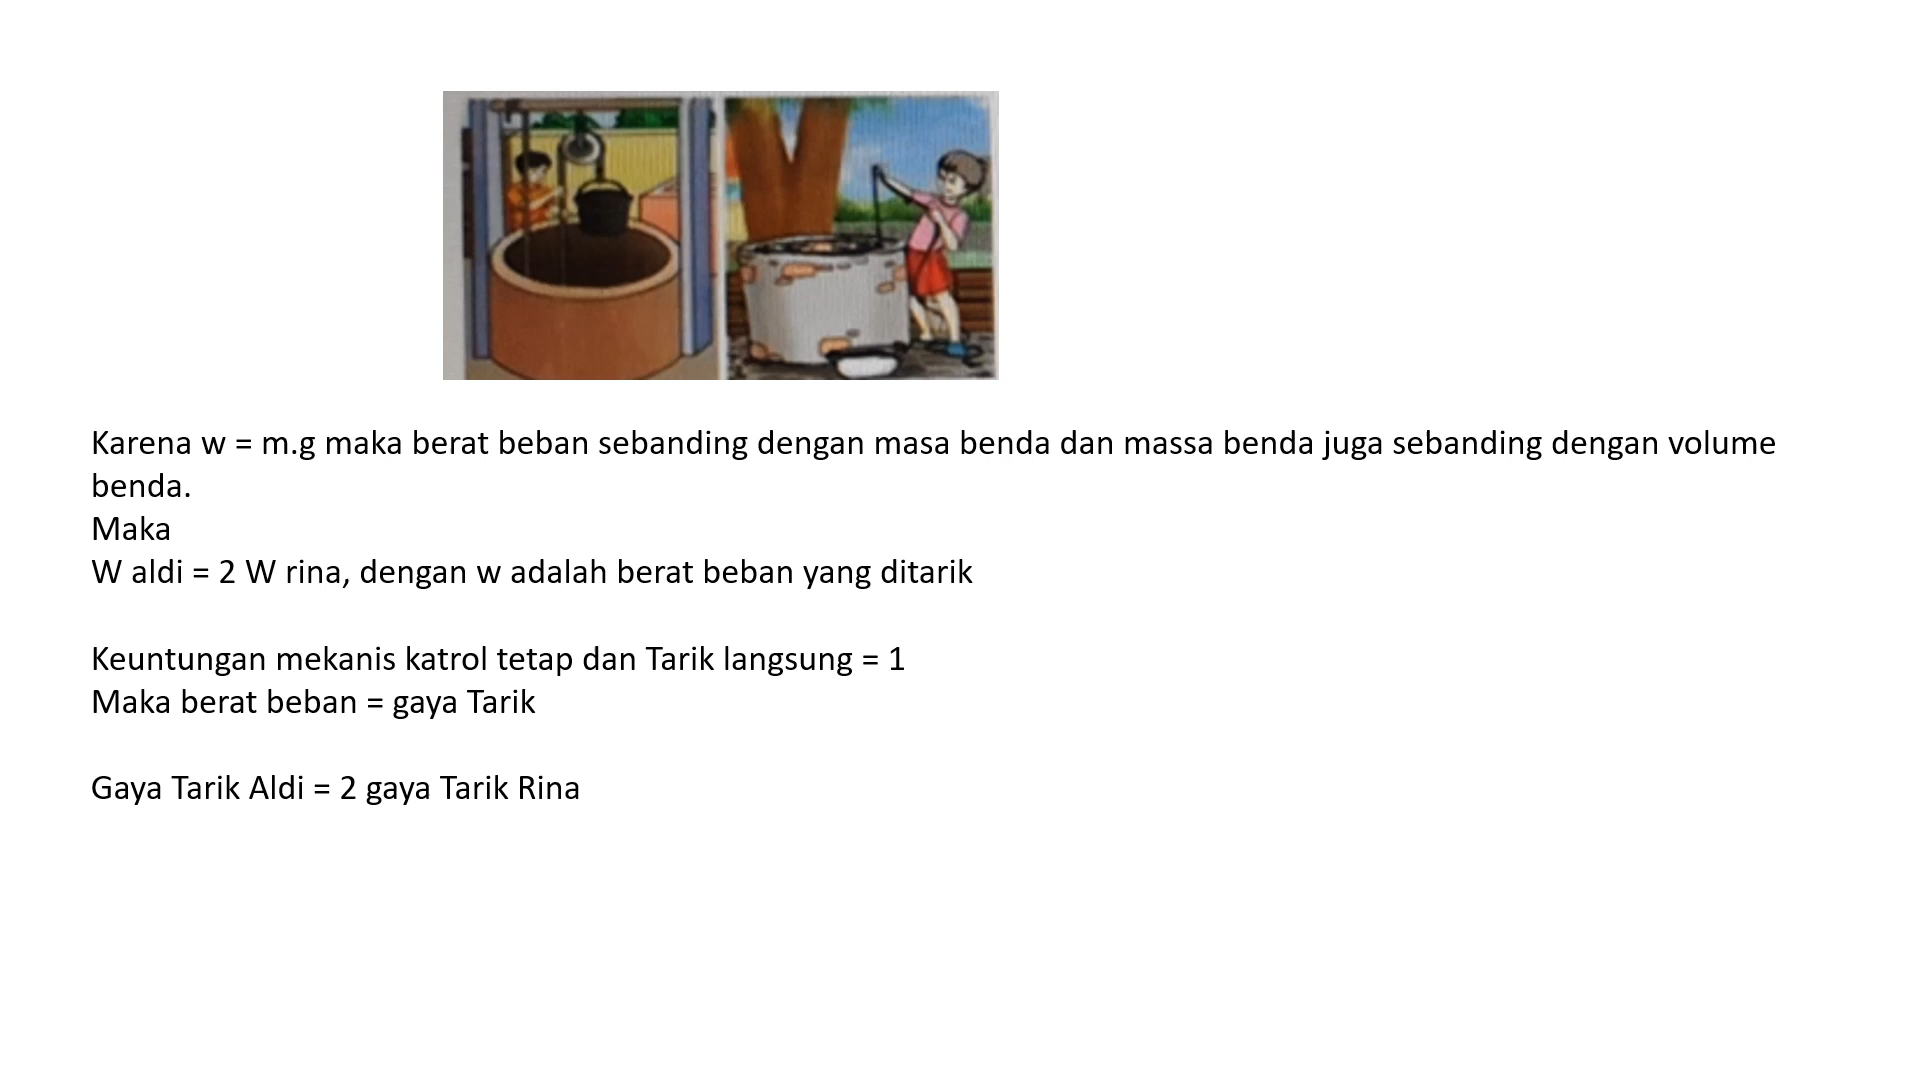 Karena w = m.g maka berat beban sebanding dengan masa benda dan massa benda juga sebanding dengan volume
benda.
Maka
W aldi = 2 W rina, dengan w adalah berat beban yang ditarik
Keuntungan mekanis katrol tetap dan Tarik langsung = 1
Maka berat beban = gaya Tarik
Gaya Tarik Aldi = 2 gaya Tarik Rina